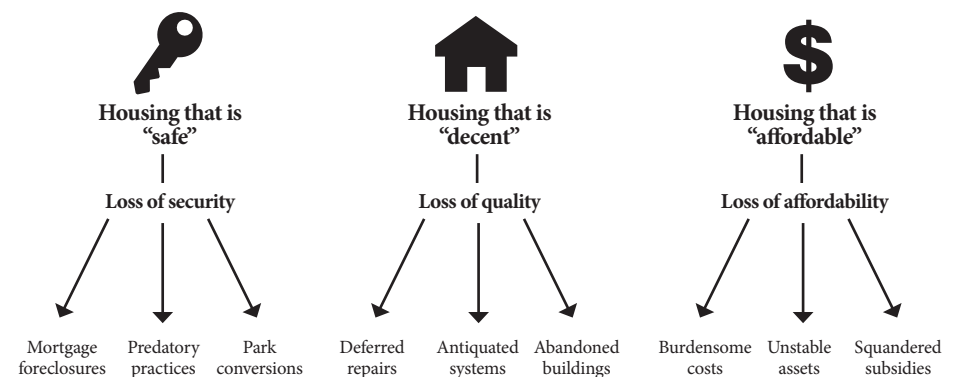 $
Housing that is
“safe”
Housing that is
“decent”
Housing that is
“affordable”
Loss of security
Loss of quality
Loss of affordability
Mortgage
foreclosures
Predatory
practices
Park
conversions
Deferred
repairs
Antiquated
systems
Abandoned
buildings
Burdensome
costs
Unstable
assets
Squandered
subsidies